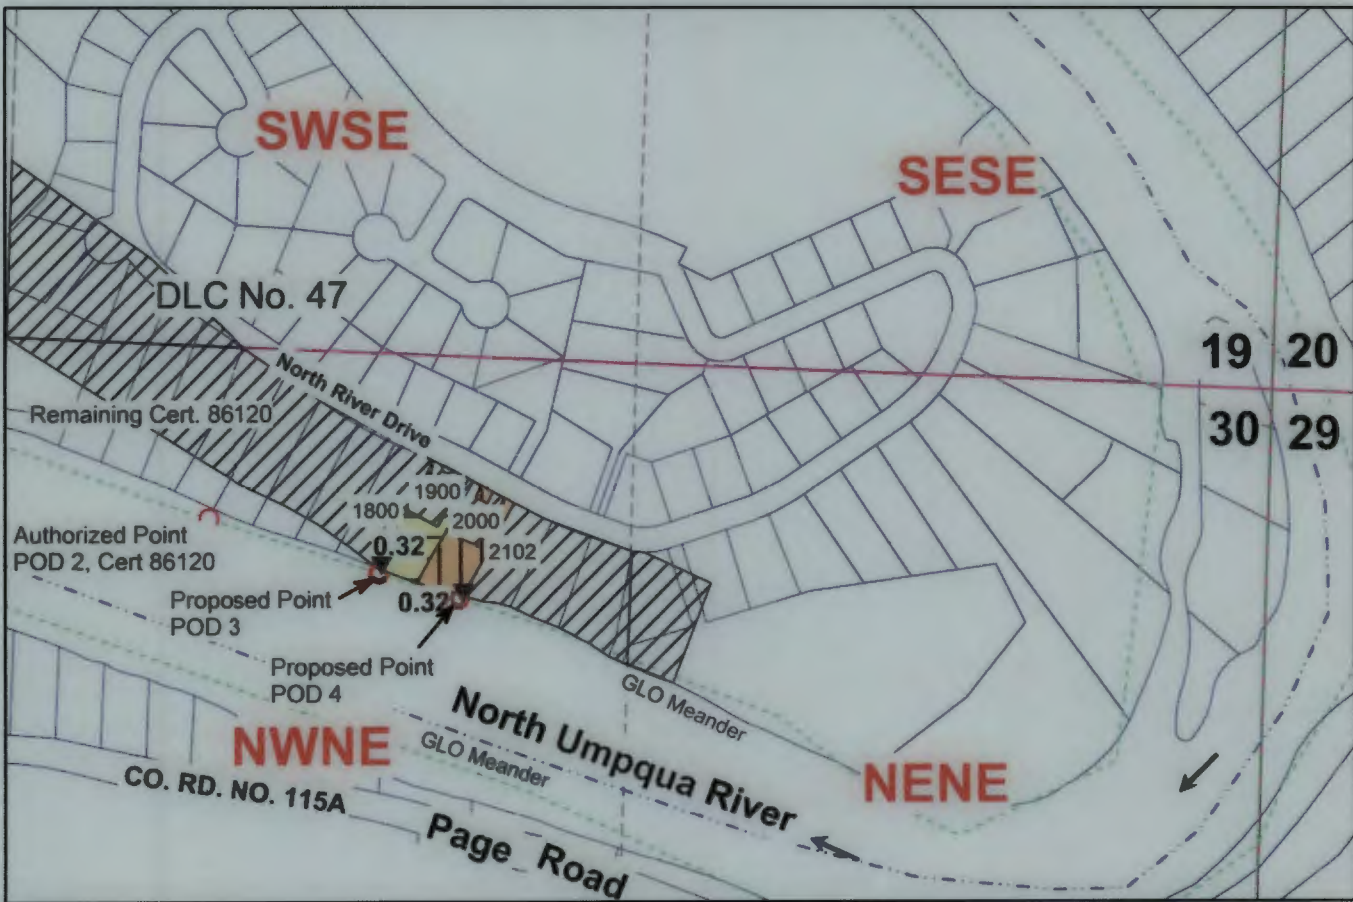 SWSE
SESE
DLC No. 47
19
20
30
29
North River Drive
Remaining Cert. 86120
1900
1800
2000
2102
0.32
0.32
Authorized Point
POD 2, Cert 86120
Proposed Point
POD 3
Proposed Point
POD 4
GLO Meander
North Umpqua River
NWNE
GLO Meander
NENE
CO. RD. NO. 115A
Page Road